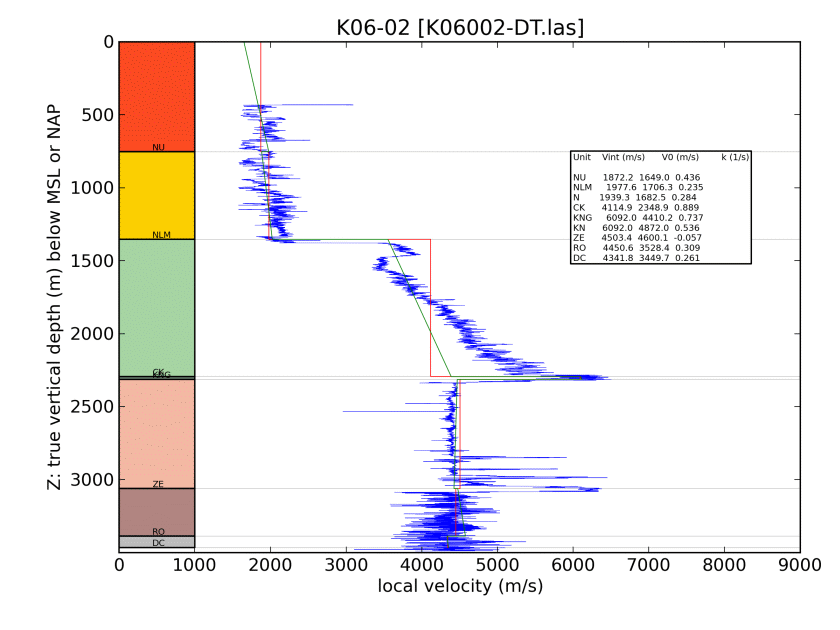 K06-02 [K06002-DT.las]
0
500
1000
1500
2000
2500
3000
Z: true vertical depth (m) below MSL or NAP
NU
NLM
CK
KNG
ZE
RO
DC
Unit Vint (m/s) V0 (m/s) k (1/s)
NU 1872.2 1649.0 0.436
NLM 1977.6 1706.3 0.235
N 1939.3 1682.5 0.284
CK 4114.9 2348.9 0.889
KNG 6092.0 4410.2 0.737
KN 6092.0 4872.0 0.536
ZE 4503.4 4600.1 -0.057
RO 4450.6 3528.4 0.309
DC 4341.8 3449.7 0.261
0 1000 2000 3000 4000 5000 6000 7000 8000 9000
local velocity (m/s)